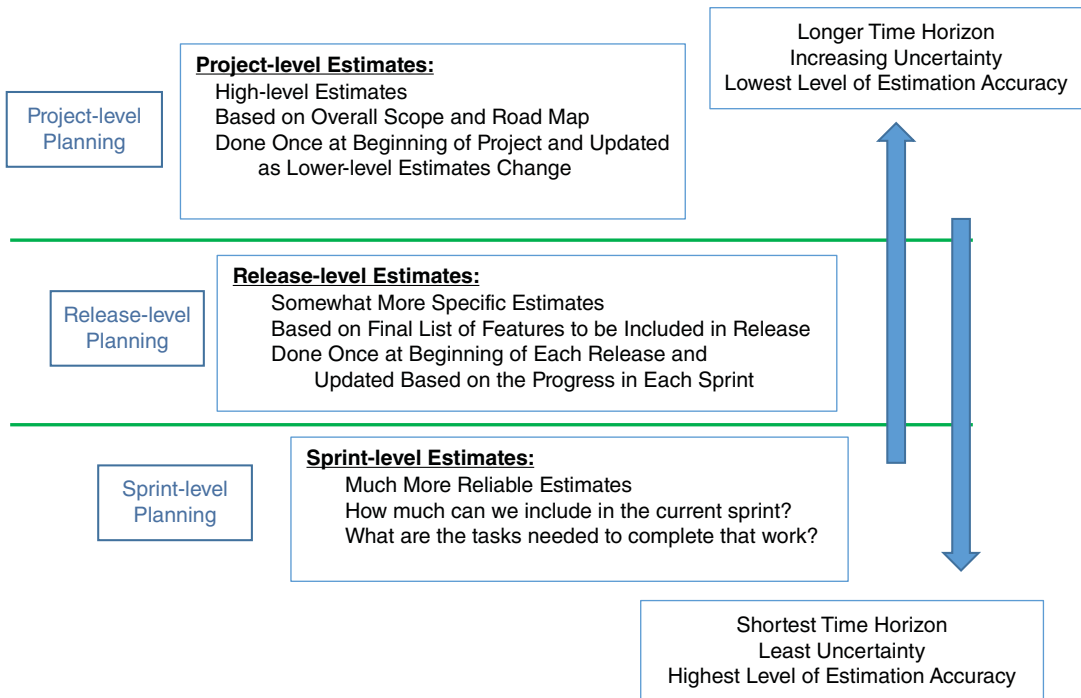 Longer Time Horizon
Increasing Uncertainty
Lowest Level of Estimation Accuracy
Project-level
Planning
Project-level Estimates:
High-level Estimates
Based on Overall Scope and Road Map
Done Once at Beginning of Project and Updated
as Lower-level Estimates Change
Release-level
Planning
Release-level Estimates:
Somewhat More Specific Estimates
Based on Final List of Features to be Included in Release
Done Once at Beginning of Each Release and
Updated Based on the Progress in Each Sprint
Sprint-level
Planning
Sprint-level Estimates:
Much More Reliable Estimates
How much can we include in the current sprint?
What are the tasks needed to complete that work?
Shortest Time Horizon
Least Uncertainty
Highest Level of Estimation Accuracy